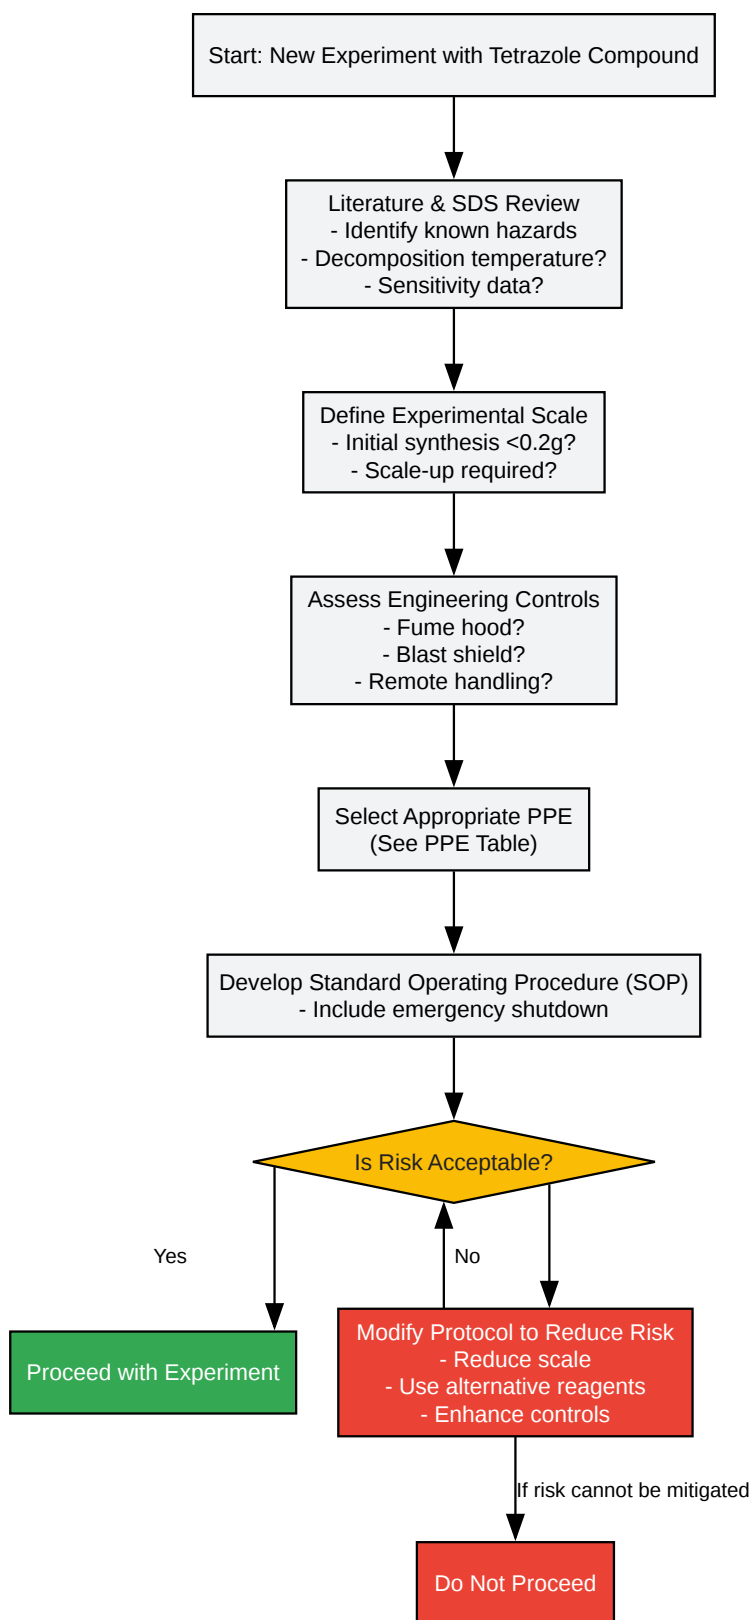 Start: New Experiment with Tetrazole Compound
Literature & SDS Review
- Identify known hazards
- Decomposition temperature?
- Sensitivity data?
Define Experimental Scale
- Initial synthesis <0.2g?
- Scale-up required?
Assess Engineering Controls
- Fume hood?
- Blast shield?
- Remote handling?
Select Appropriate PPE
(See PPE Table)
Develop Standard Operating Procedure (SOP)
- Include emergency shutdown
Is Risk Acceptable?
Yes
No
Proceed with Experiment
Modify Protocol to Reduce Risk
- Reduce scale
- Use alternative reagents
- Enhance controls
If risk cannot be mitigated
Do Not Proceed